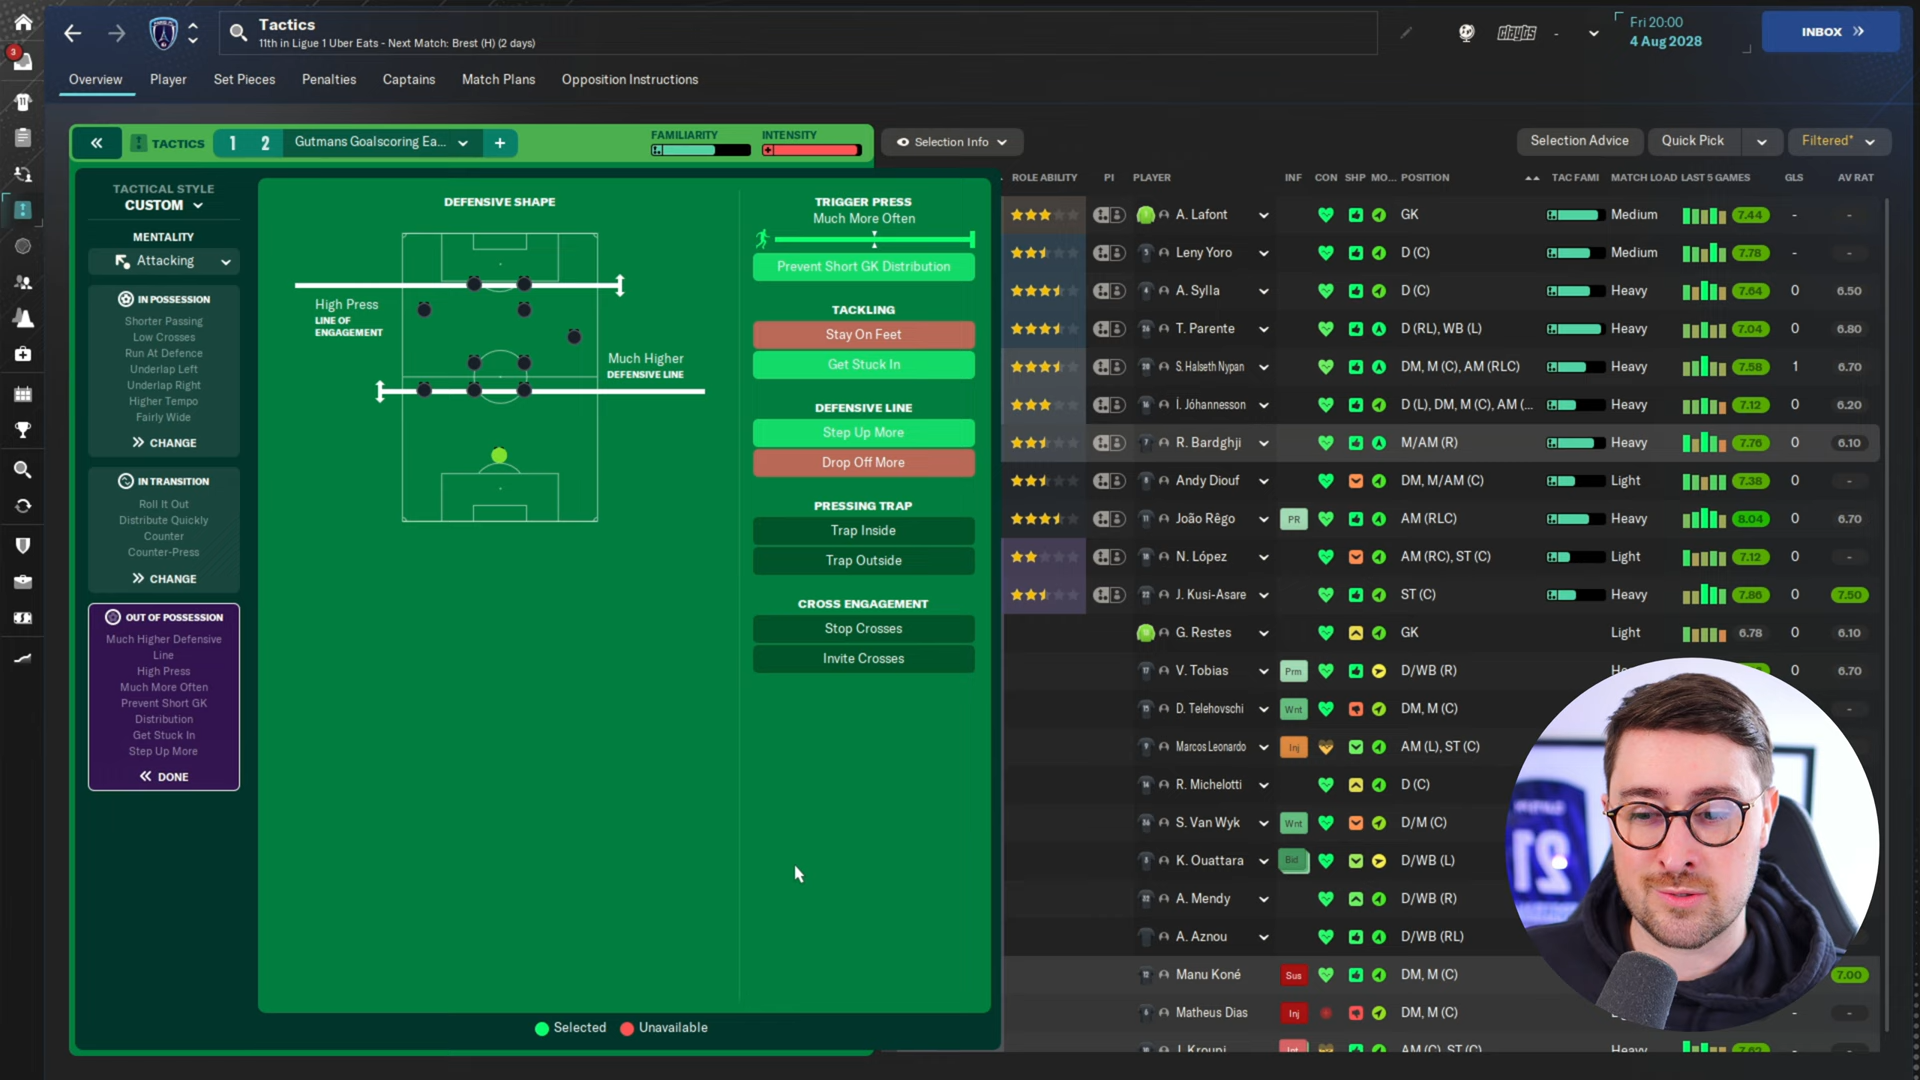 Tactics
11th in Ligue 1 Uber Eats - Next Match: Brest (H) (2 days)
3
clayts
-
Fri 20:00
4 Aug 2028
INBOX
Overview
Player
Set Pieces
Penalties
Captains
Match Plans
Opposition Instructions
TACTICS
1
2
Gutmans Goalscoring Ea...
+
FAMILIARITY
INTENSITY
Selection Info
Selection Advice
Quick Pick
Filtered*
TACTICAL STYLE
CUSTOM
MENTALITY
Attacking
IN POSSESSION
Shorter Passing
Low Crosses
Run At Defence
Underlap Left
Underlap Right
Higher Tempo
Fairly Wide
CHANGE
IN TRANSITION
Roll It Out
Distribute Quickly
Counter
Counter-Press
CHANGE
OUT OF POSSESSION
Much Higher Defensive
Line
High Press
Much More Often
Prevent Short GK
Distribution
Get Stuck In
Step Up More
DONE
DEFENSIVE SHAPE
High Press
LINE OF
ENGAGEMENT
Much Higher
DEFENSIVE LINE
TRIGGER PRESS
Much More Often
Prevent Short GK Distribution
TACKLING
Stay On Feet
Get Stuck In
DEFENSIVE LINE
Step Up More
Drop Off More
PRESSING TRAP
Trap Inside
Trap Outside
CROSS ENGAGEMENT
Stop Crosses
Invite Crosses
Selected
Unavailable
ROLE ABILITY PI PLAYER INF CON SHP MO... POSITION TAC FAMI MATCH LOAD LAST 5 GAMES GLS AV RAT
A. Lafont GK Medium 7.44 - -
Leny Yoro D (C) Medium 7.78 - -
A. Sylla D (C) Heavy 7.64 0 6.50
T. Parente D (RL), WB (L) Heavy 7.04 0 6.80
S. Halseth Nypan DM, M (C), AM (RLC) Heavy 7.58 1 6.70
Í. Jóhannesson D (L), DM, M (C), AM (... Heavy 7.12 0 6.20
R. Bardghji M/AM (R) Heavy 7.76 0 6.10
Andy Diouf DM, M/AM (C) Light 7.38 0 -
João Rêgo PR AM (RLC) Heavy 8.04 0 6.70
N. López AM (RC), ST (C) Light 7.12 0 -
J. Kusi-Asare ST (C) Heavy 7.86 0 7.50
G. Restes GK Light 6.78 0 6.10
V. Tobias Prm D/WB (R) 0 6.70
D. Telehovschi Wnt DM, M (C) -
Marcos Leonardo Inj AM (L), ST (C)
R. Michelotti D (C)
S. Van Wyk Wnt D/M (C)
K. Ouattara Bid D/WB (L)
A. Mendy D/WB (R)
A. Aznou D/WB (RL)
Manu Koné Sus DM, M (C) 7.00
Matheus Dias Inj DM, M (C) - -
J. Kroupi Int AM (C), ST (C) Heavy 7.62 0 -
21